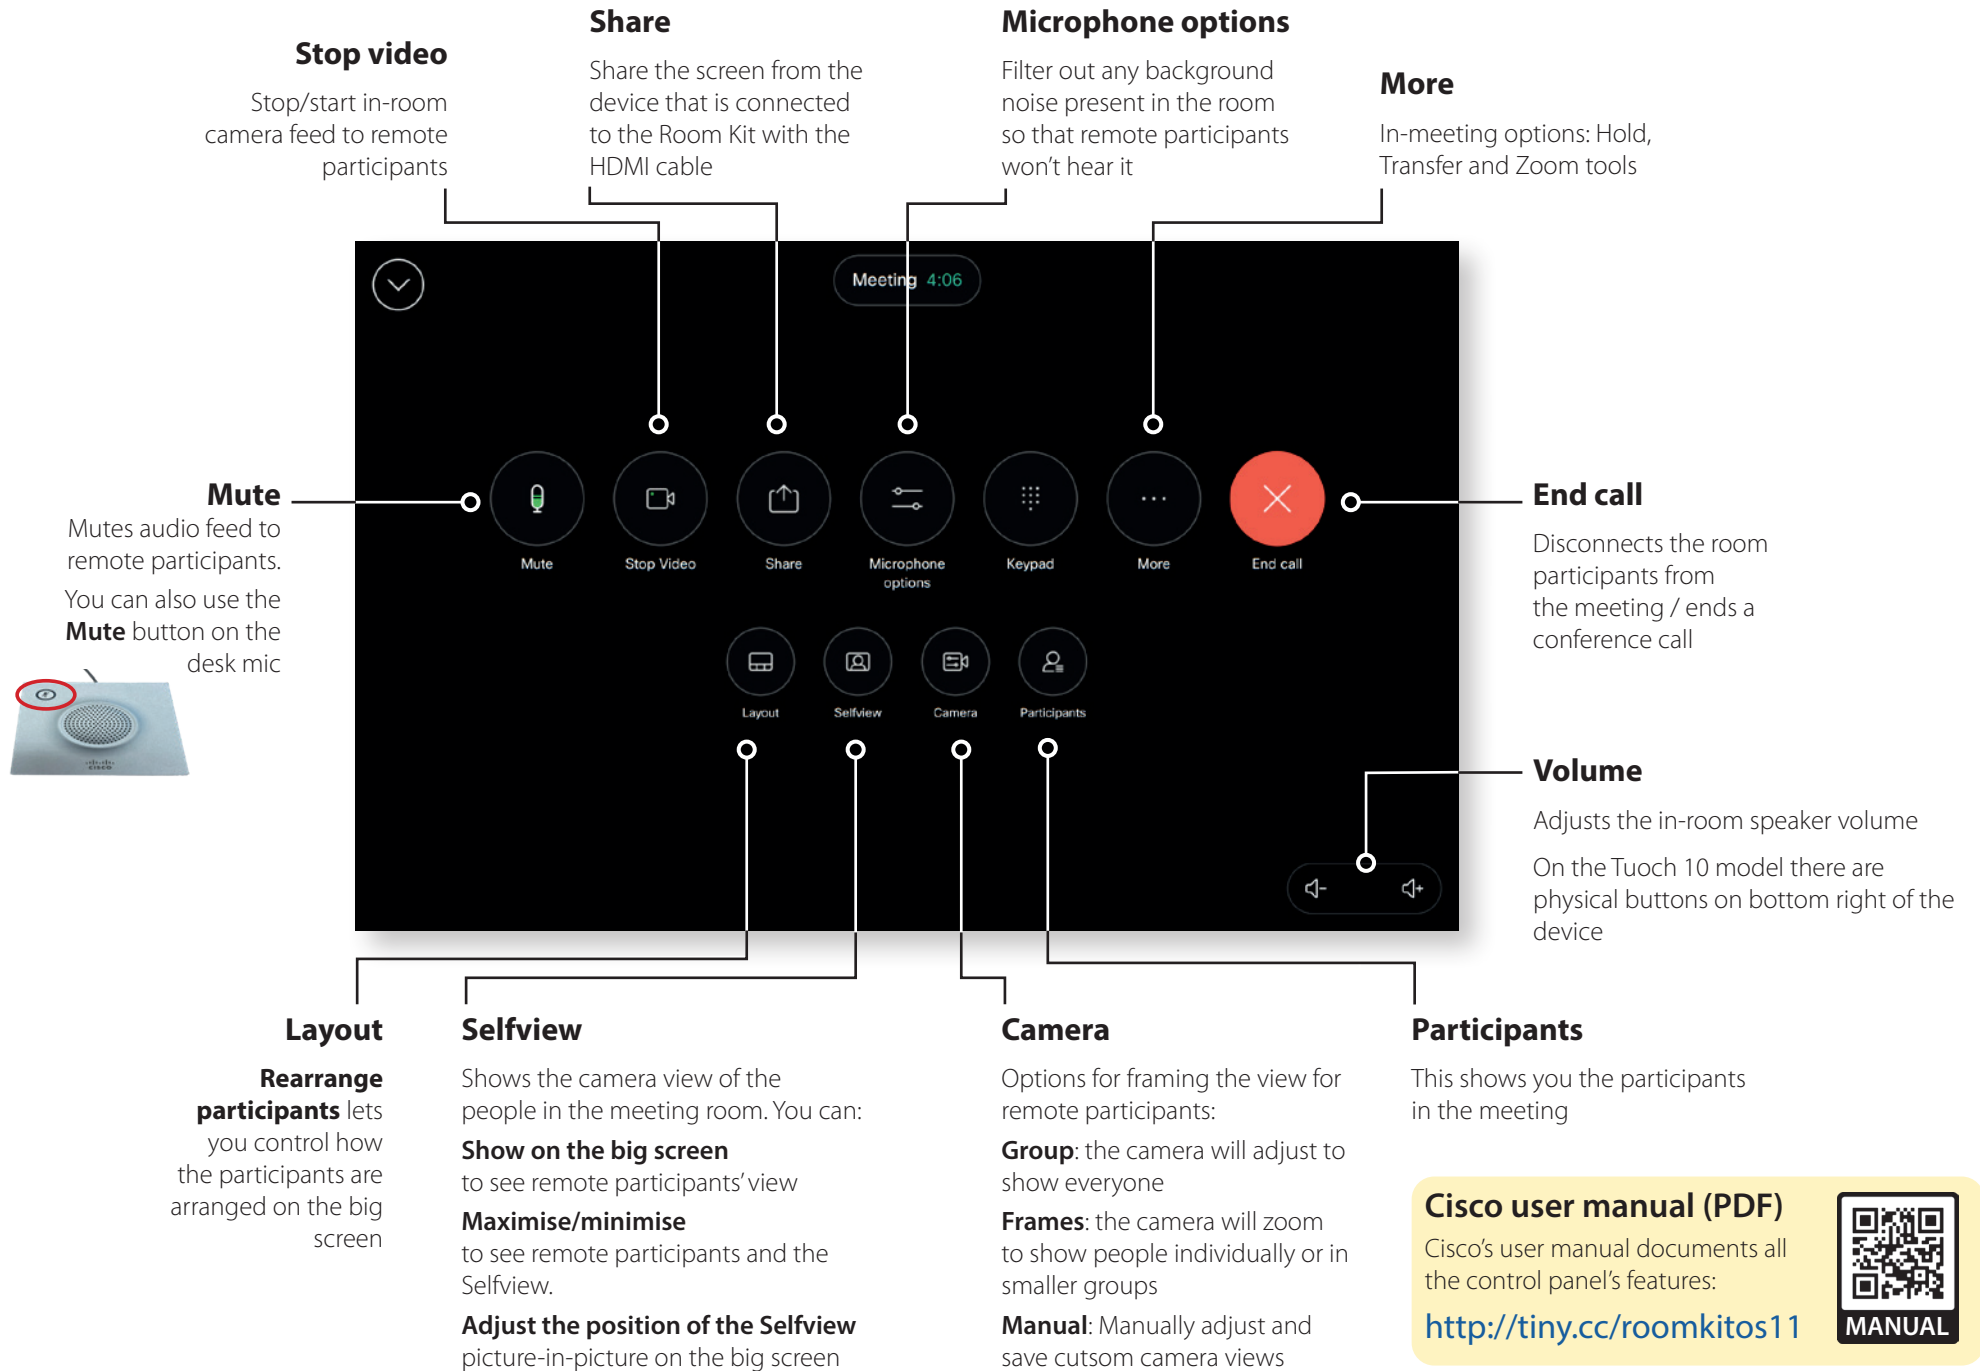 Stop video
Stop/start in-room
camera feed to remote
participants
Share
Share the screen from the
device that is connected
to the Room Kit with the
HDMI cable
Microphone options
Filter out any background
noise present in the room
so that remote participants
won't hear it
More
In-meeting options: Hold,
Transfer and Zoom tools
Meeting 4:06
Mute
Mutes audio feed to
remote participants.
You can also use the
Mute button on the
desk mic
CISCO
Mute
Stop Video
Share
Microphone
options
Keypad
More
End call
Layout
Selfview
Camera
Participants
End call
Disconnects the room
participants from
the meeting / ends a
conference call
Volume
Adjusts the in-room speaker volume
On the Tuoch 10 model there are
physical buttons on bottom right of the
device
Layout
Rearrange
participants lets
you control how
the participants are
arranged on the big
screen
Selfview
Shows the camera view of the
people in the meeting room. You can:
Show on the big screen
to see remote participants' view
Maximise/minimise
to see remote participants and the
Selfview.
Adjust the position of the Selfview
picture-in-picture on the big screen
Camera
Options for framing the view for
remote participants:
Group: the camera will adjust to
show everyone
Frames: the camera will zoom
to show people individually or in
smaller groups
Manual: Manually adjust and
save cutsom camera views
Participants
This shows you the participants
in the meeting
Cisco user manual (PDF)
Cisco's user manual documents all
the control panel's features:
http://tiny.cc/roomkitos11
MANUAL